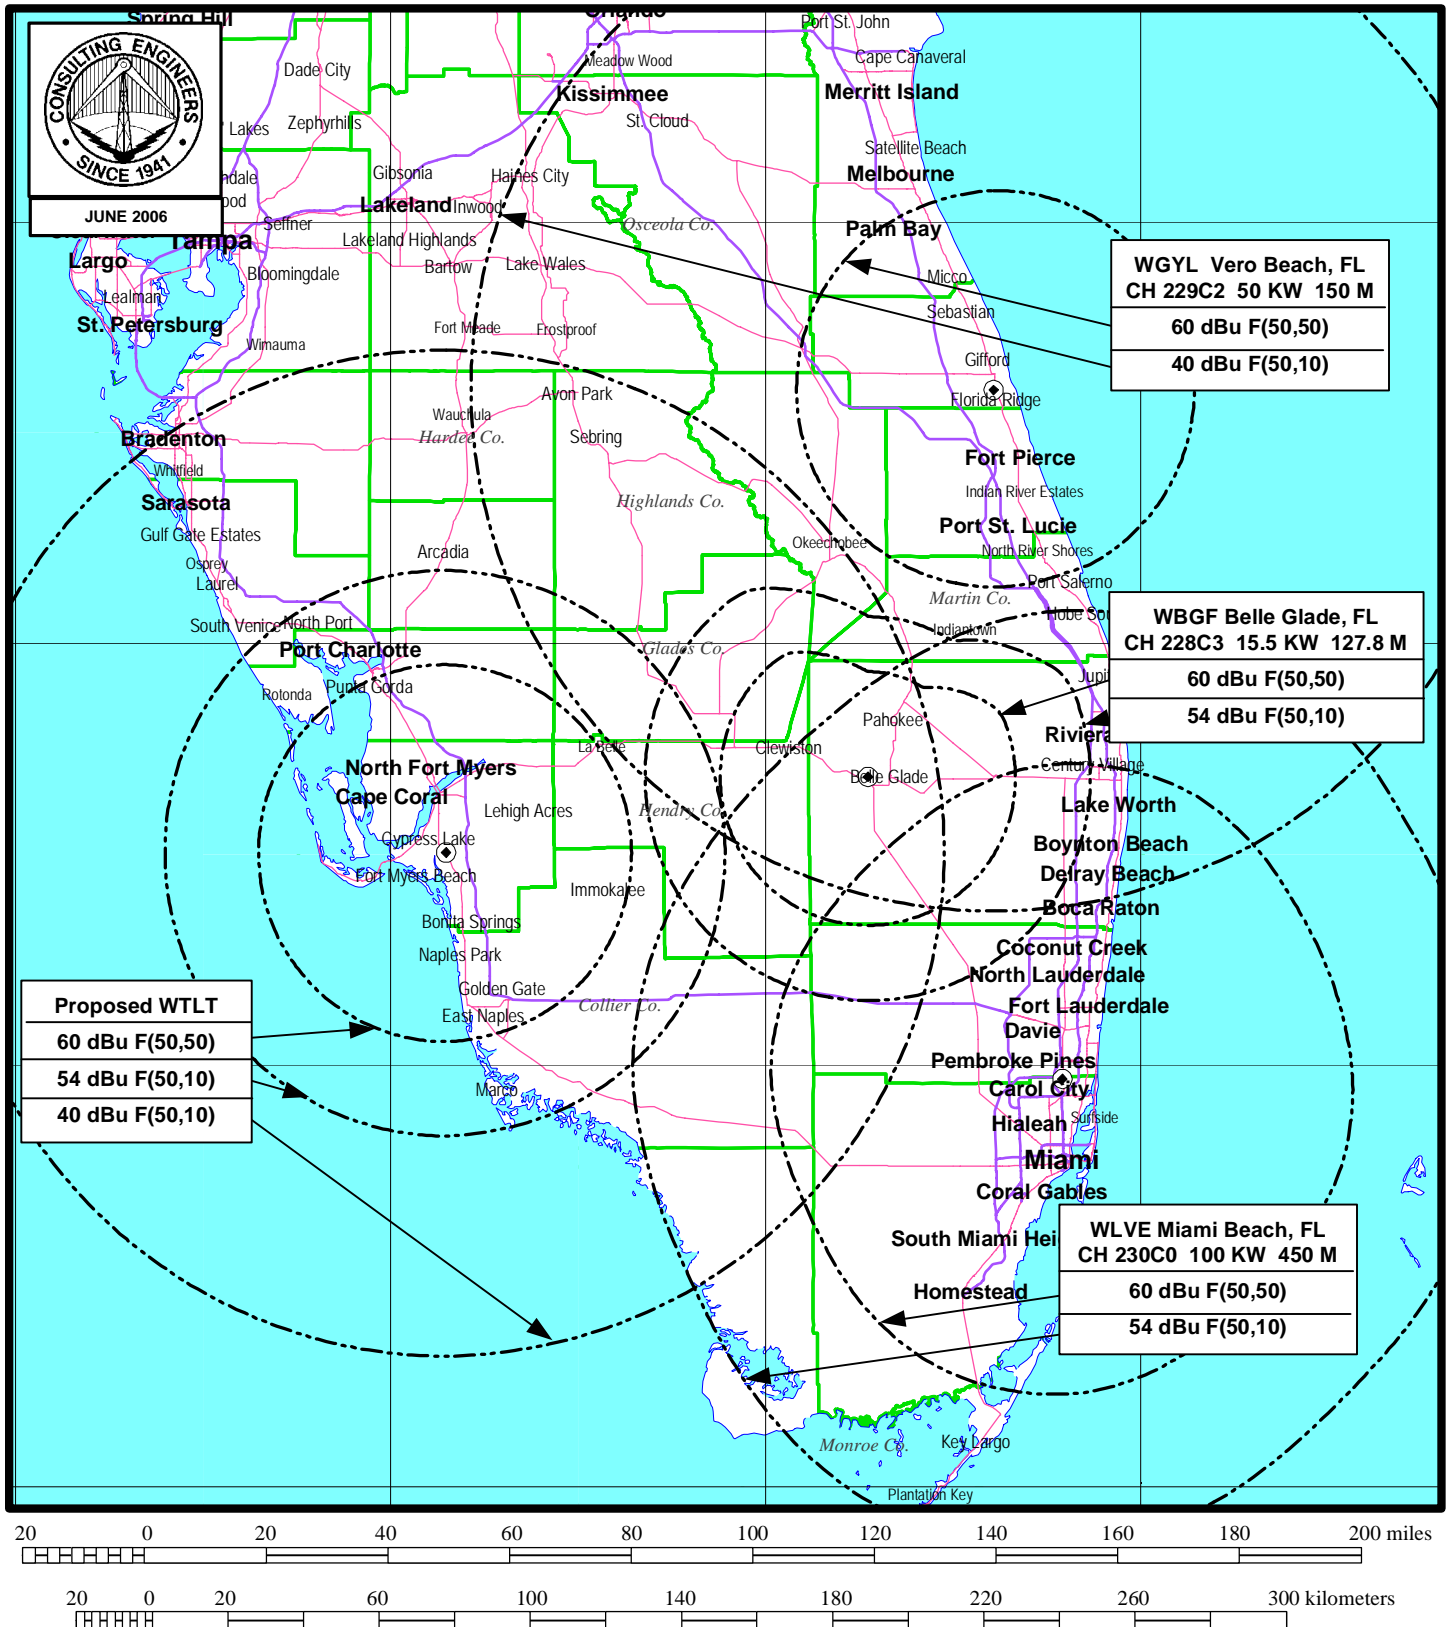 Spring Hill
Orlando
Port St. John
CONSULTING ENGINEERS
• SINCE 1941 •
JUNE 2006
Dade City
Meadow Wood
Cape Canaveral
Kissimmee
Merritt Island
Lakes
Zephyrhills
St. Cloud
Satellite Beach
Gibsonia
Haines City
Melbourne
ndale
ood
Lakeland
Inwood
Seffner
Osceola Co.
Palm Bay
Tampa
Lakeland Highlands
Largo
Bloomingdale
Bartow
Lake Wales
Micco
WGYL Vero Beach, FL
CH 229C2 50 KW 150 M
60 dBu F(50,50)
40 dBu F(50,10)
Lealman
St. Petersburg
Fort Meade
Frostproof
Sebastian
Wimauma
Gifford
Avon Park
Florida Ridge
Wauchula
Bradenton
Hardee Co.
Sebring
Whitfield
Fort Pierce
Sarasota
Highlands Co.
Indian River Estates
Gulf Gate Estates
Port St. Lucie
Arcadia
Okeechobee
North River Shores
Osprey
Laurel
Port Salerno
Martin Co.
Hobe Sou
South Venice
North Port
Indiantown
Port Charlotte
Glades Co.
WBGF Belle Glade, FL
CH 228C3 15.5 KW 127.8 M
60 dBu F(50,50)
54 dBu F(50,10)
Jupit
Rotonda
Punta Gorda
Pahokee
Riviera
La Belle
Clewiston
North Fort Myers
Century Village
Belle Glade
Cape Coral
Lehigh Acres
Hendry Co.
Lake Worth
Cypress Lake
Boynton Beach
Fort Myers Beach
Immokalee
Delray Beach
Boca Raton
Bonita Springs
Naples Park
Coconut Creek
North Lauderdale
Golden Gate
Collier Co.
Fort Lauderdale
East Naples
Davie
Proposed WTLT
60 dBu F(50,50)
54 dBu F(50,10)
40 dBu F(50,10)
Pembroke Pines
Marco
Carol City
Hialeah
Surfside
Miami
Coral Gables
South Miami Hei
WLVE Miami Beach, FL
CH 230C0 100 KW 450 M
60 dBu F(50,50)
54 dBu F(50,10)
Homestead
Monroe Co.
Key Largo
Plantation Key
20 0 20 40 60 80 100 120 140 160 180 200 miles
20 0 20 60 100 140 180 220 260 300 kilometers